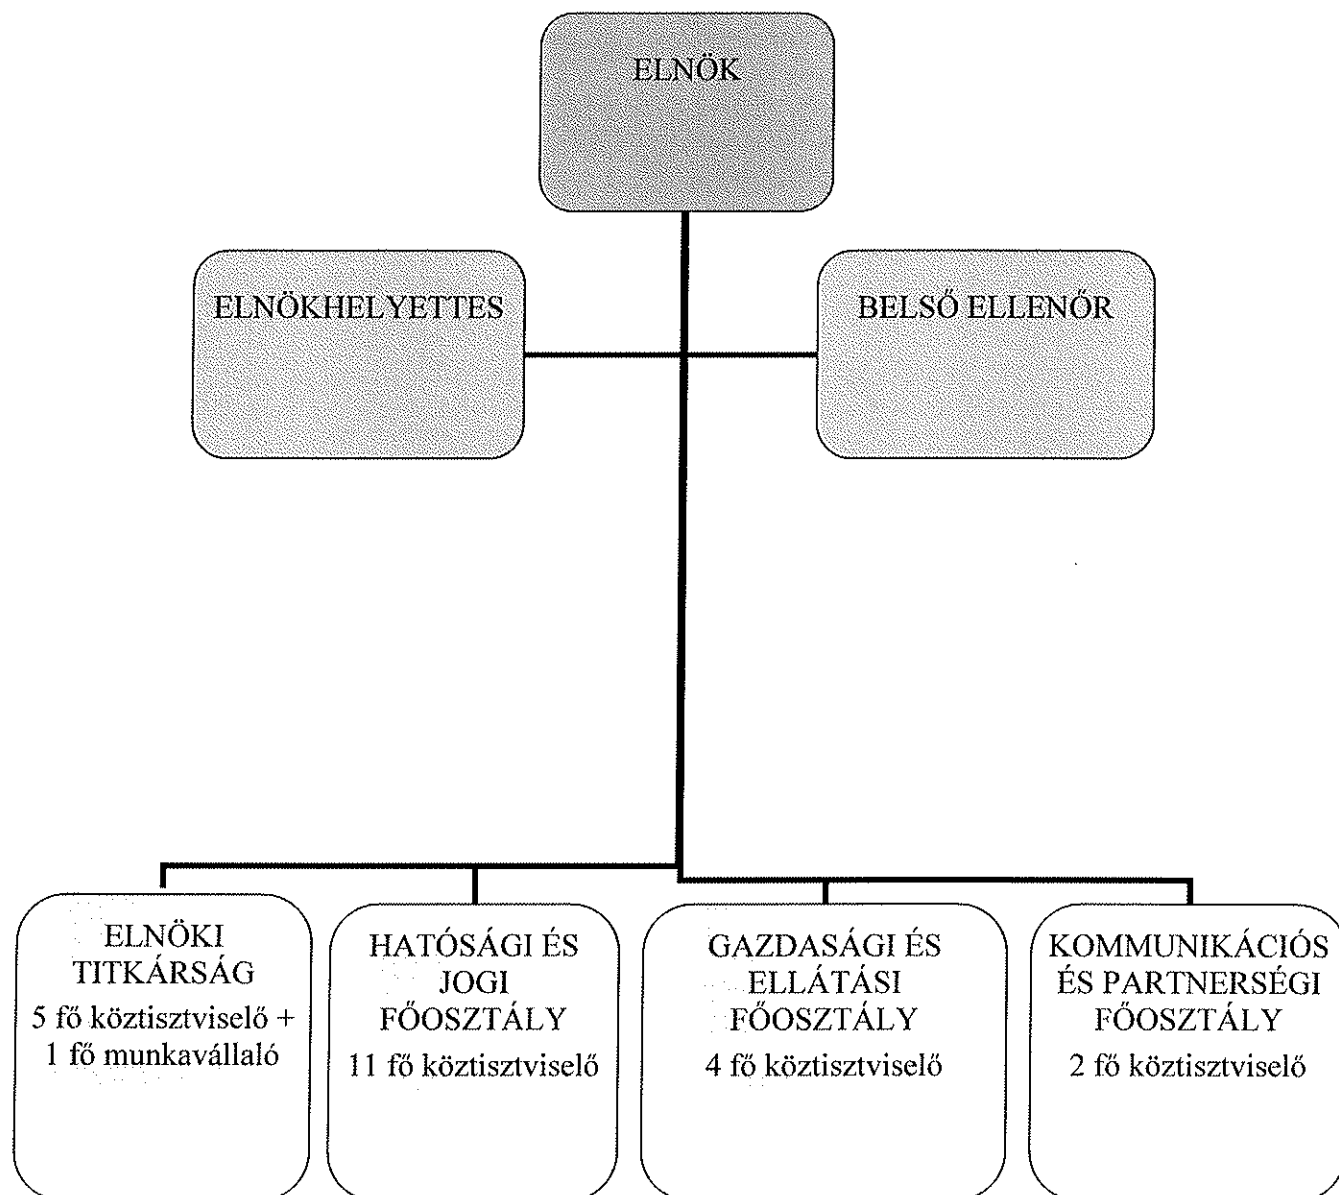 ELNÖK
ELNÖKHELYETTES
BELSŐ ELLENŐR
ELNÖKI
TITKÁRSÁG
5 fő köztisztviselő +
1 fő munkavállaló
HATÓSÁGI ÉS
JOGI
FŐOSZTÁLY
11 fő köztisztviselő
GAZDASÁGI ÉS
ELLÁTÁSI
FŐOSZTÁLY
4 fő köztisztviselő
KOMMUNIKÁCIÓS
ÉS PARTNERSÉGI
FŐOSZTÁLY
2 fő köztisztviselő